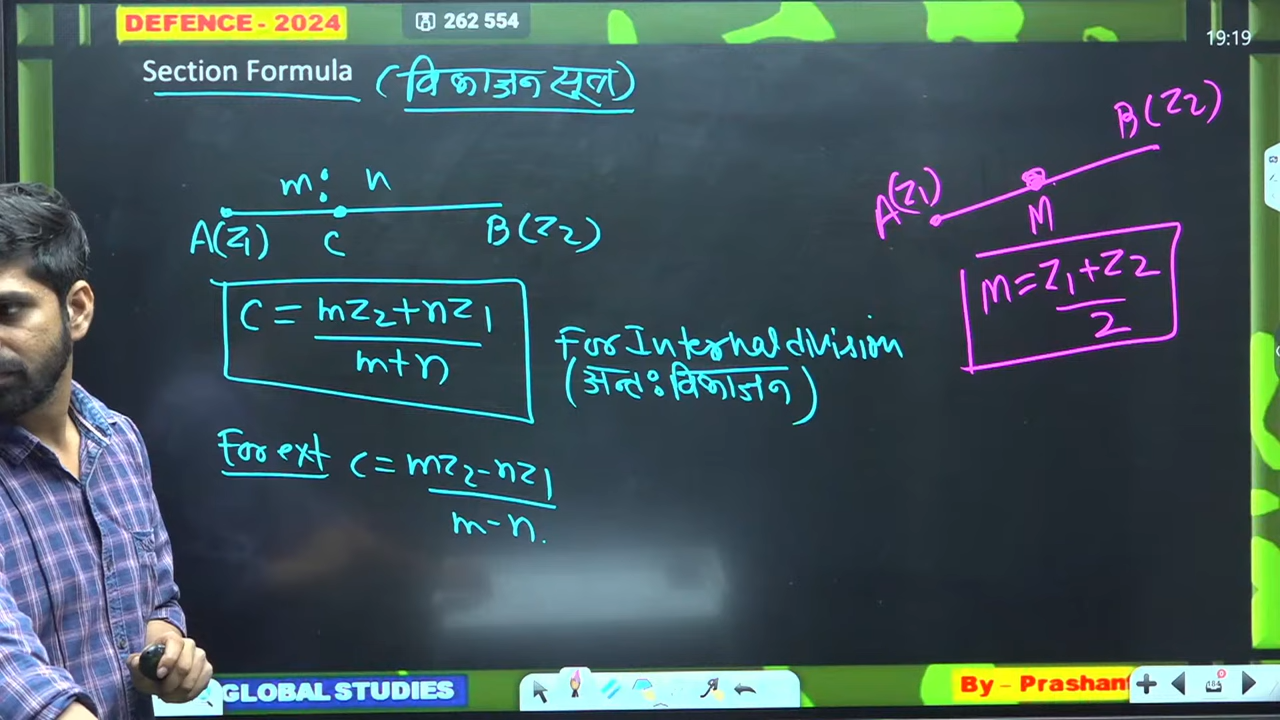 DEFENCE - 2024
262 554
19:19
Section Formula (विभाजन सूत्र)
m : n
A(Z1) C B(Z2)
C = mZ2+nZ1 / m+n
For Internal division
(अन्तः विभाजन)
For ext C = mZ2-nZ1 / m-n.
A(Z1) M B(Z2)
M = Z1+Z2 / 2
GLOBAL STUDIES
184
By - Prashant